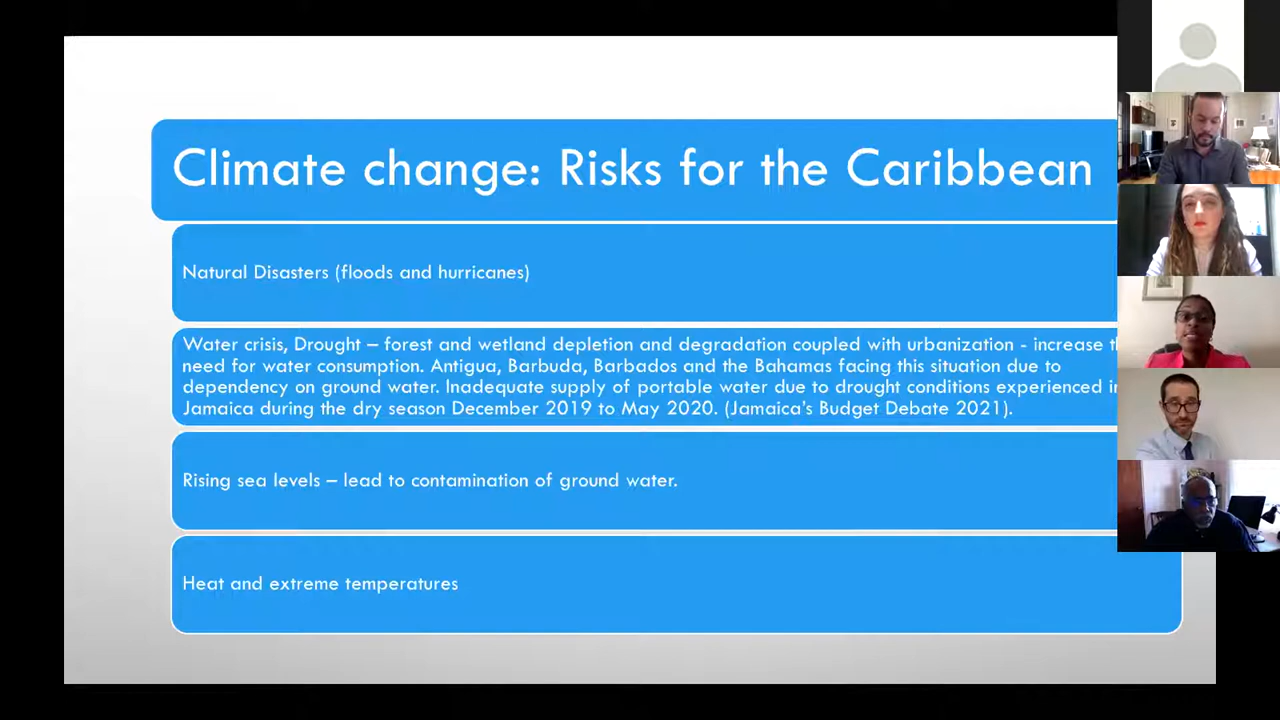 Climate change: Risks for the Caribbean
Natural Disasters (floods and hurricanes)
Water crisis, Drought – forest and wetland depletion and degradation coupled with urbanization - increase
need for water consumption. Antigua, Barbuda, Barbados and the Bahamas facing this situation due to
dependency on ground water. Inadequate supply of portable water due to drought conditions experienced in
Jamaica during the dry season December 2019 to May 2020. (Jamaica's Budget Debate 2021).
Rising sea levels – lead to contamination of ground water.
Heat and extreme temperatures